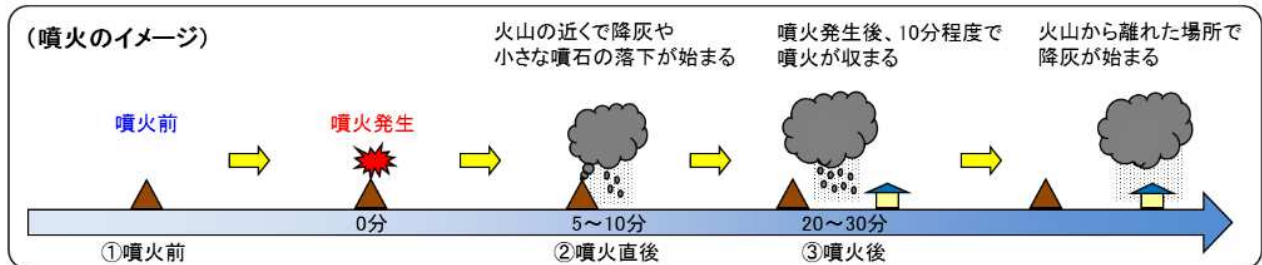 (噴火のイメージ)
火山の近くで降灰や
小さな噴石の落下が始まる
噴火発生後、10分程度で
噴火が収まる
火山から離れた場所で
降灰が始まる
噴火前
噴火発生
0分
5～10分
20～30分
①噴火前
②噴火直後
③噴火後